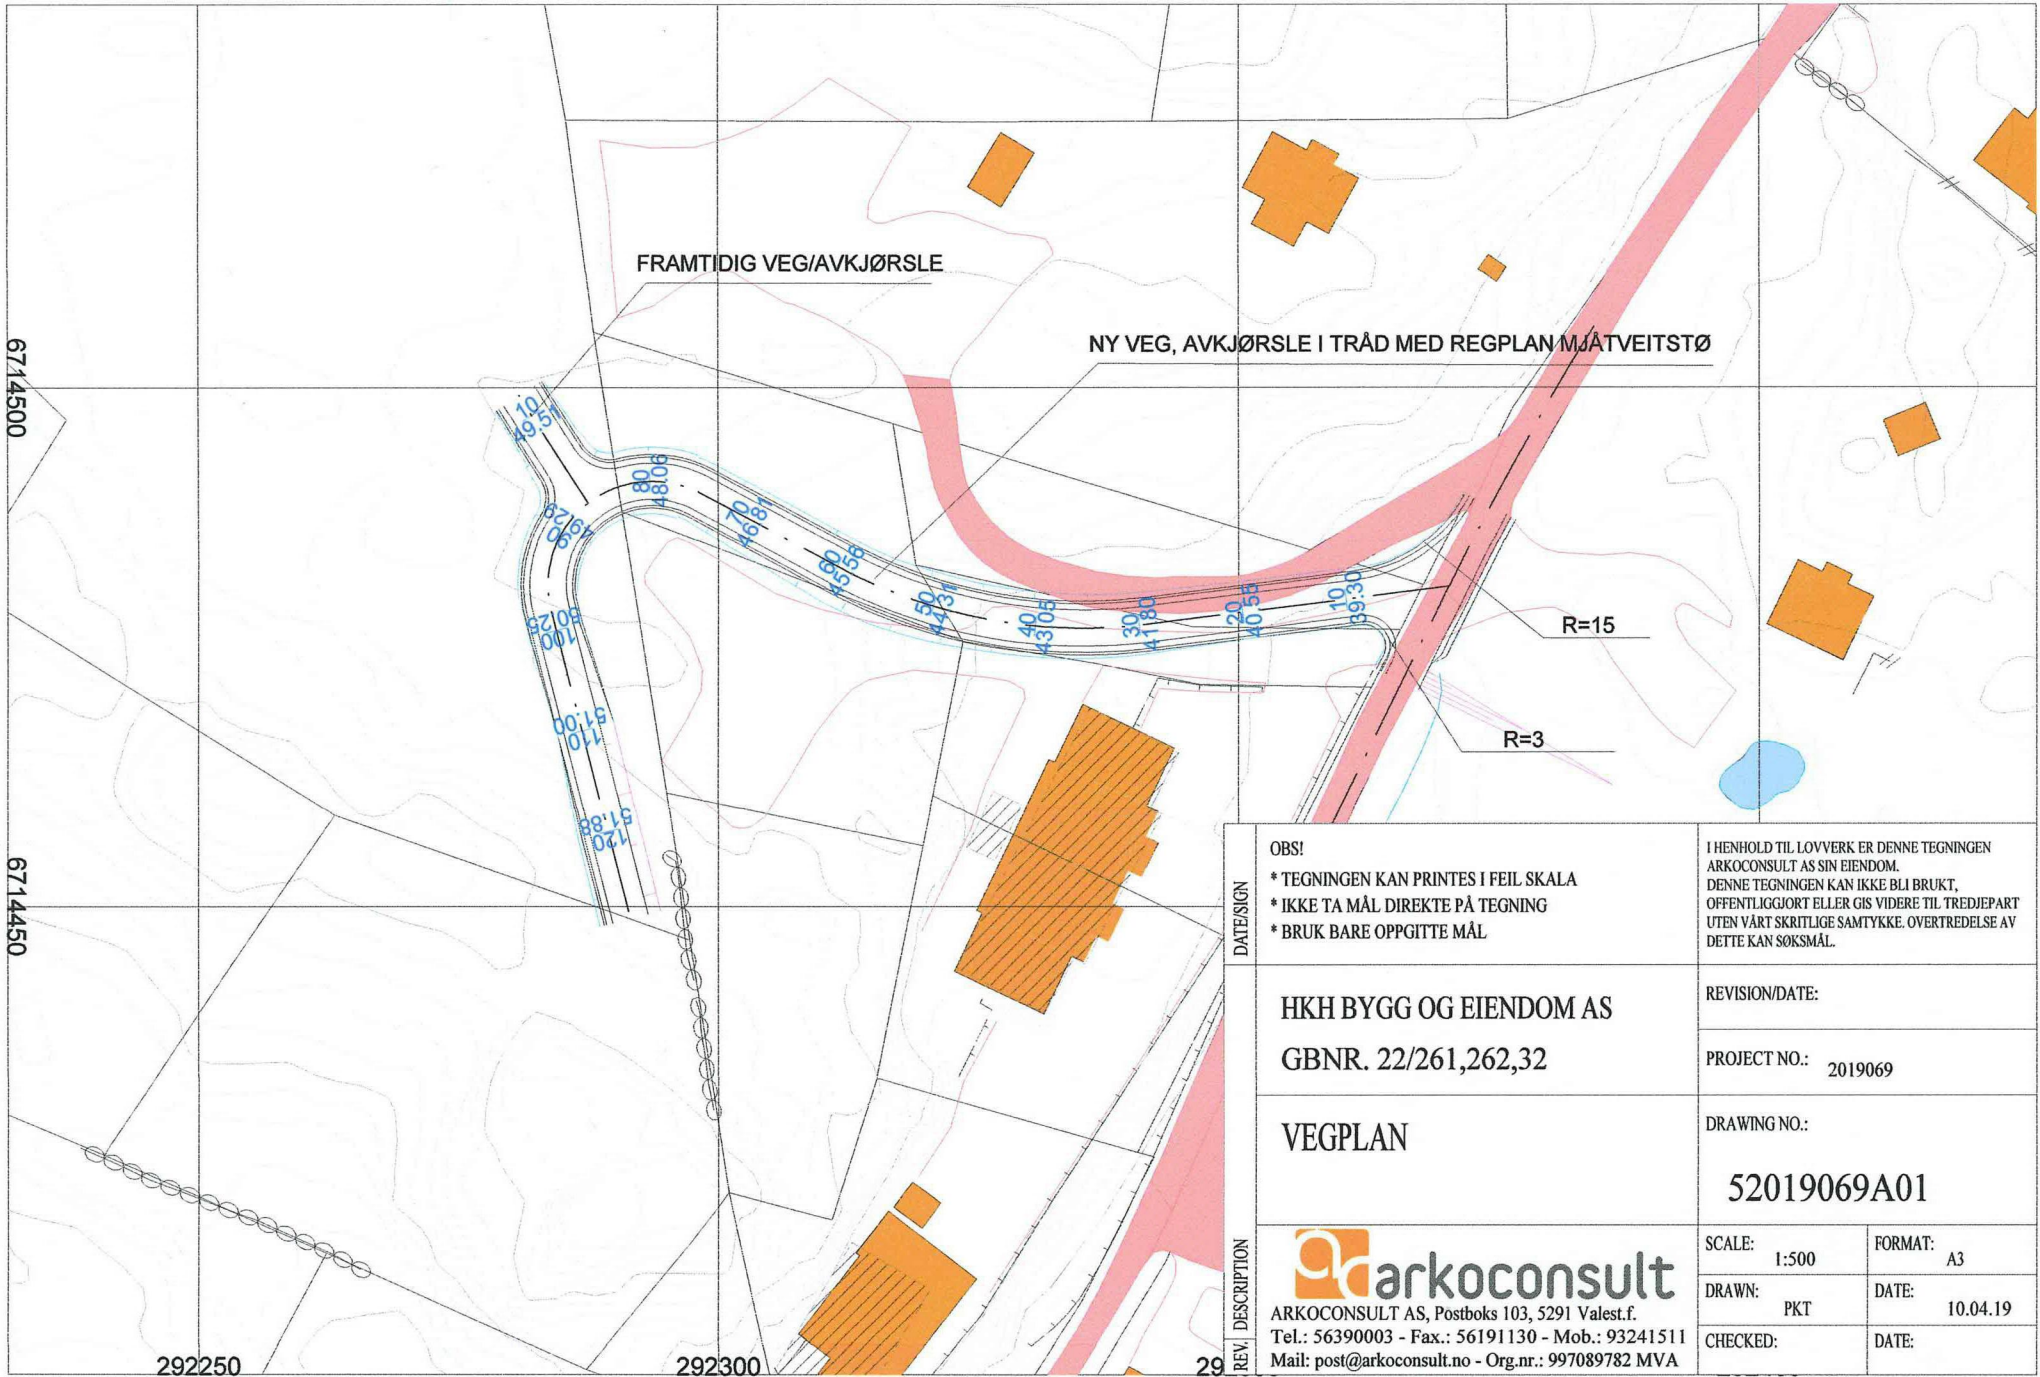 FRAMTIDIG VEG/AVKJØRSLE
NY VEG, AVKJØRSLE I TRÅD MED REGPLAN MJÅTVEITSTØ
6714500
10
49.51
80
48.06
70
46.81
60
45.56
50
44.31
40
43.05
30
41.80
20
40.55
10
39.30
90
49.29
100
50.25
110
51.00
120
51.88
R=15
R=3
6714450
292250
292300
DATE/SIGN
REV. DESCRIPTION
OBS!
* TEGNINGEN KAN PRINTES I FEIL SKALA
* IKKE TA MÅL DIREKTE PÅ TEGNING
* BRUK BARE OPPGITTE MÅL
I HENHOLD TIL LOVVERK ER DENNE TEGNINGEN
ARKOCONSULT AS SIN EIENDOM.
DENNE TEGNINGEN KAN IKKE BLI BRUKT,
OFFENTLIGGJORT ELLER GIS VIDERE TIL TREDJEPART
UTEN VÅRT SKRITLIGE SAMTYKKE. OVERTREDELSE AV
DETTE KAN SØKSMÅL.
HKH BYGG OG EIENDOM AS
GBNR. 22/261,262,32
REVISION/DATE:
PROJECT NO.: 2019069
VEGPLAN
DRAWING NO.:
52019069A01
arkoconsult
ARKOCONSULT AS, Postboks 103, 5291 Valest.f.
Tel.: 56390003 - Fax.: 56191130 - Mob.: 93241511
Mail: post@arkoconsult.no - Org.nr.: 997089782 MVA
SCALE: 1:500
FORMAT: A3
DRAWN: PKT
DATE: 10.04.19
CHECKED:
DATE: